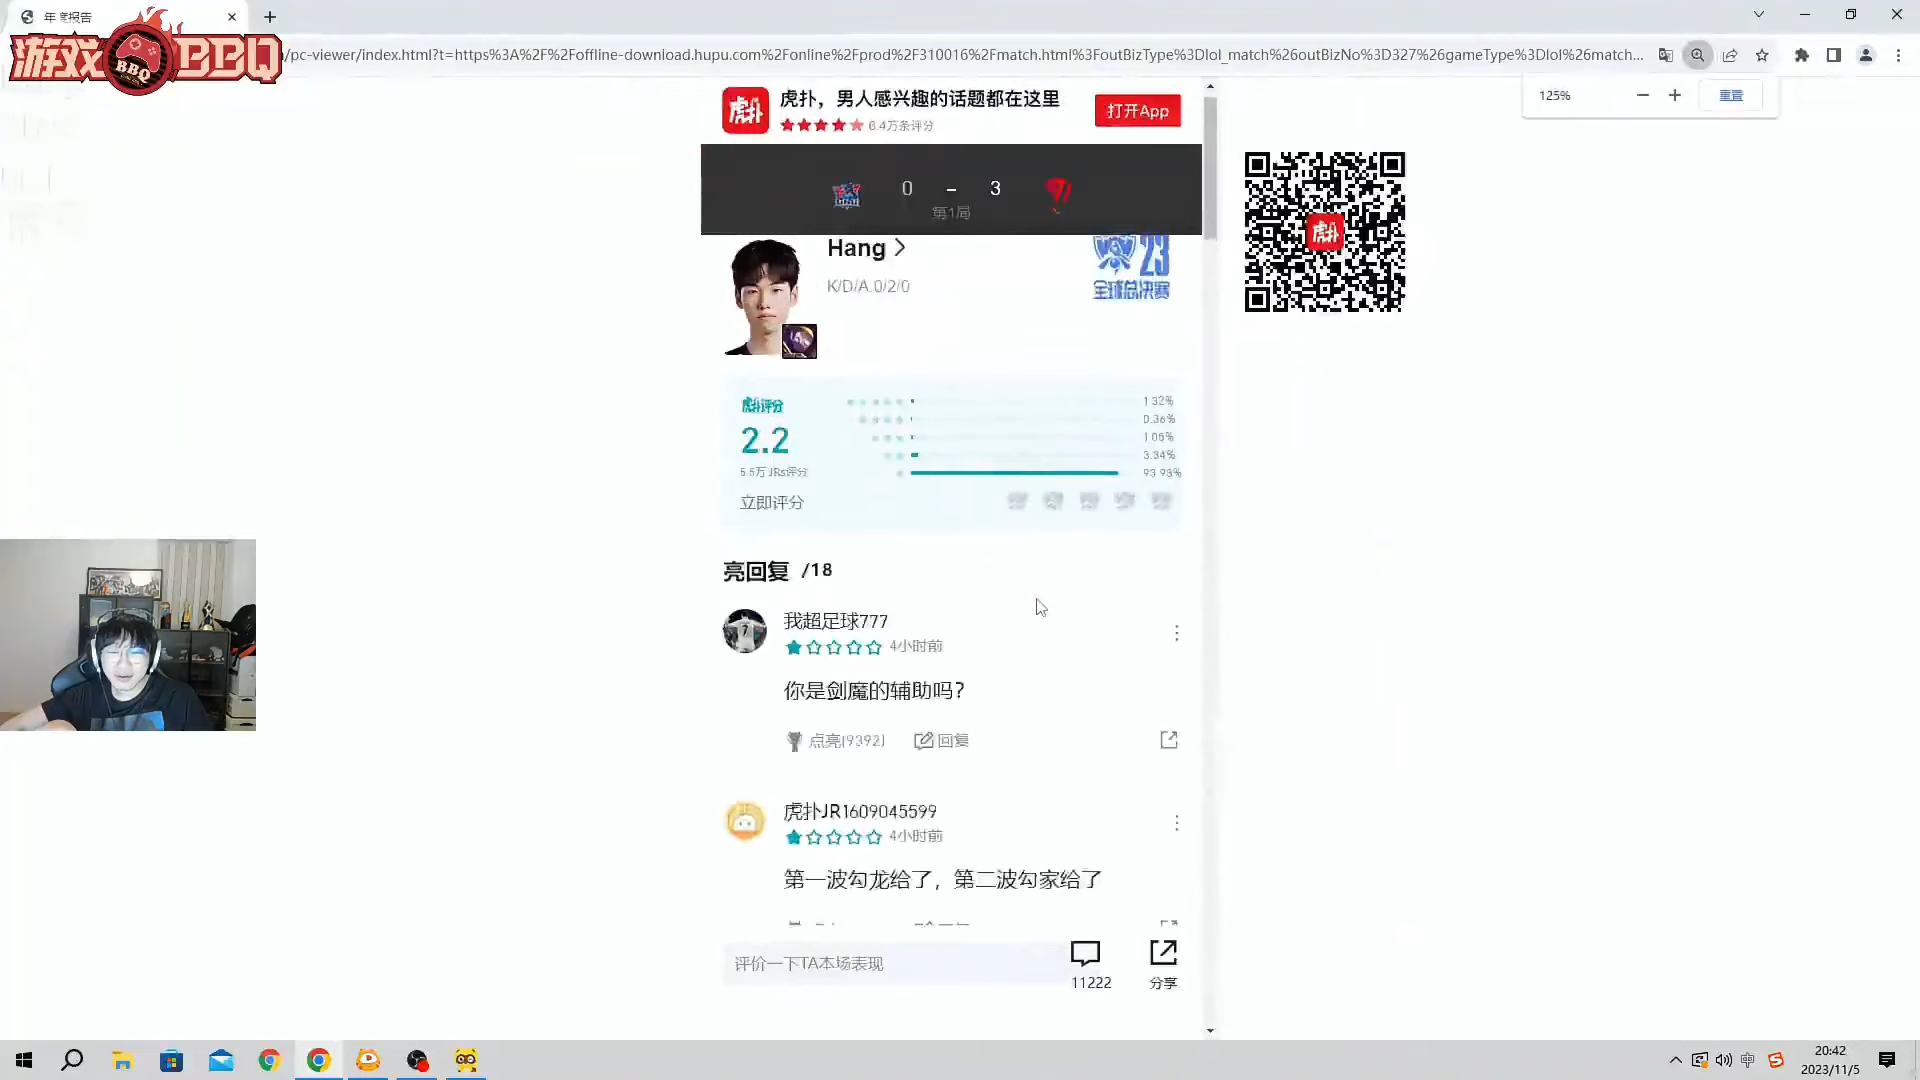 年度报告
游戏BBQ
BBQ
/pc-viewer/index.html?t=https%3A%2F%2Foffline-download.hupu.com%2Fonline%2Fprod%2F310016%2Fmatch.html%3FoutBizType%3Dlol_match%26outBizNo%3D327%26gameType%3Dlol%26match...
125%
重置
虎扑
虎扑，男人感兴趣的话题都在这里
6.4万条评分
打开App
0 – 3
第1局
Hang
K/D/A 0/2/0
23
全球总决赛
虎扑
虎扑评分
2.2
5.5万 JRs评分
1.32%
0.36%
1.06%
3.34%
93.93%
立即评分
亮回复 /18
我超足球777
4小时前
你是剑魔的辅助吗？
点亮(9392)
回复
虎扑JR1609045599
4小时前
第一波勾龙给了，第二波勾家给了
评价一下TA本场表现
11222
分享
中
20:42
2023/11/5